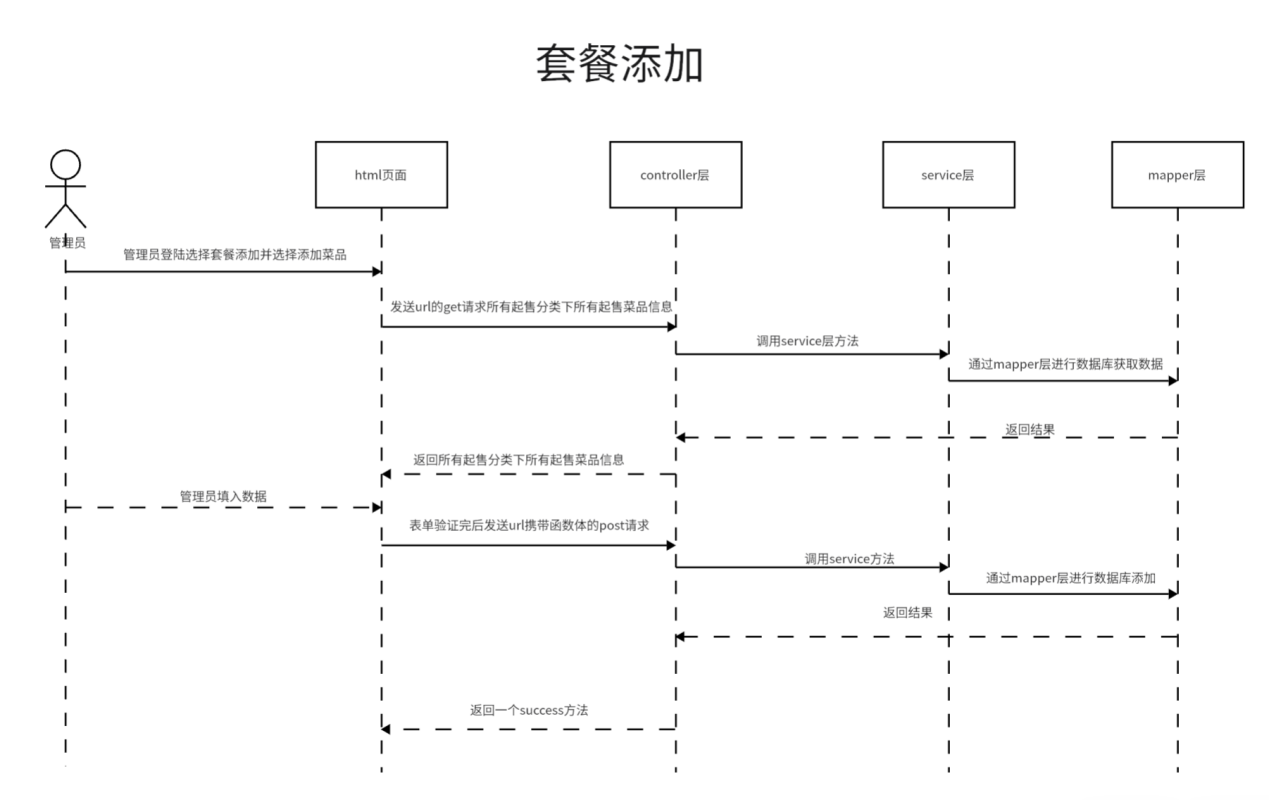 套餐添加
html页面
controller层
service层
mapper层
管理员
管理员登陆选择套餐添加并选择添加菜品
发送url的get请求所有起售分类下所有起售菜品信息
调用service层方法
通过mapper层进行数据库获取数据
返回结果
返回所有起售分类下所有起售菜品信息
管理员填入数据
表单验证完后发送url携带函数体的post请求
调用service方法
通过mapper层进行数据库添加
返回结果
返回一个success方法